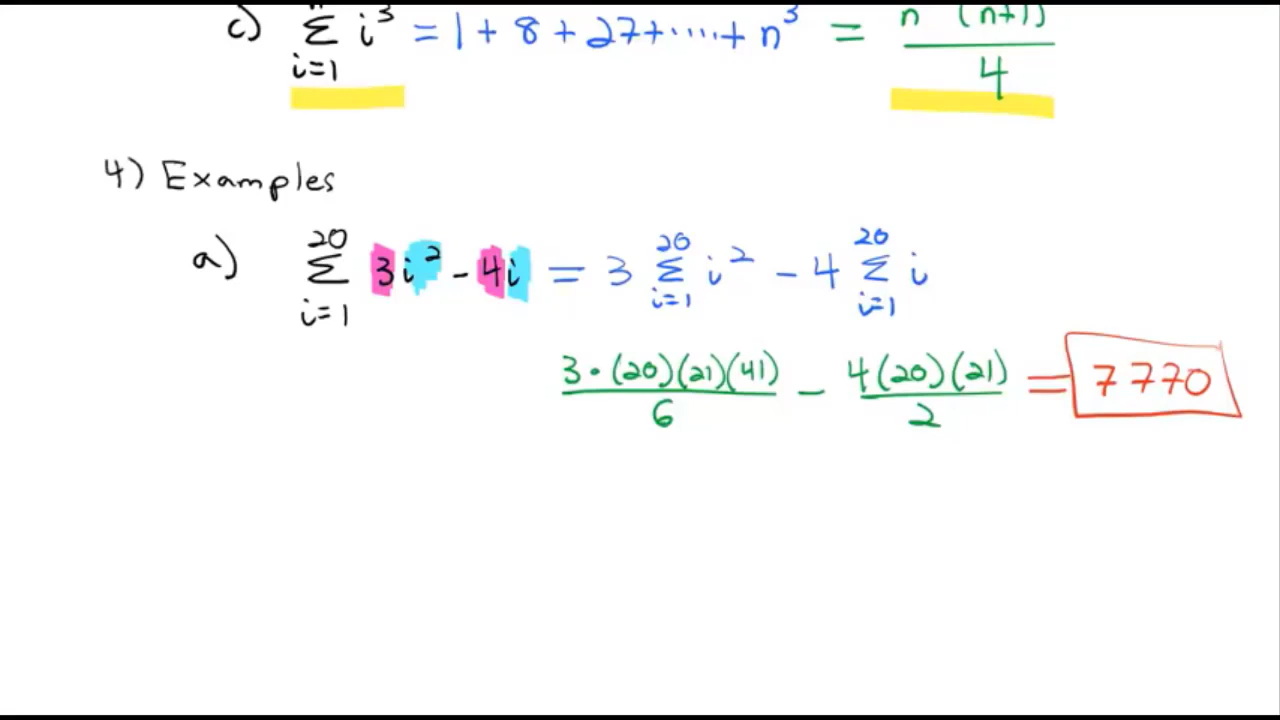 c) Σ i=1 i³ = 1 + 8 + 27 + ..... + n³ = n (n+1) / 4
4) Examples
a) 20 Σ i=1 3i² - 4i = 3 20 Σ i=1 i² - 4 20 Σ i=1 i
3 · (20)(21)(41) / 6 - 4(20)(21) / 2 = 7770